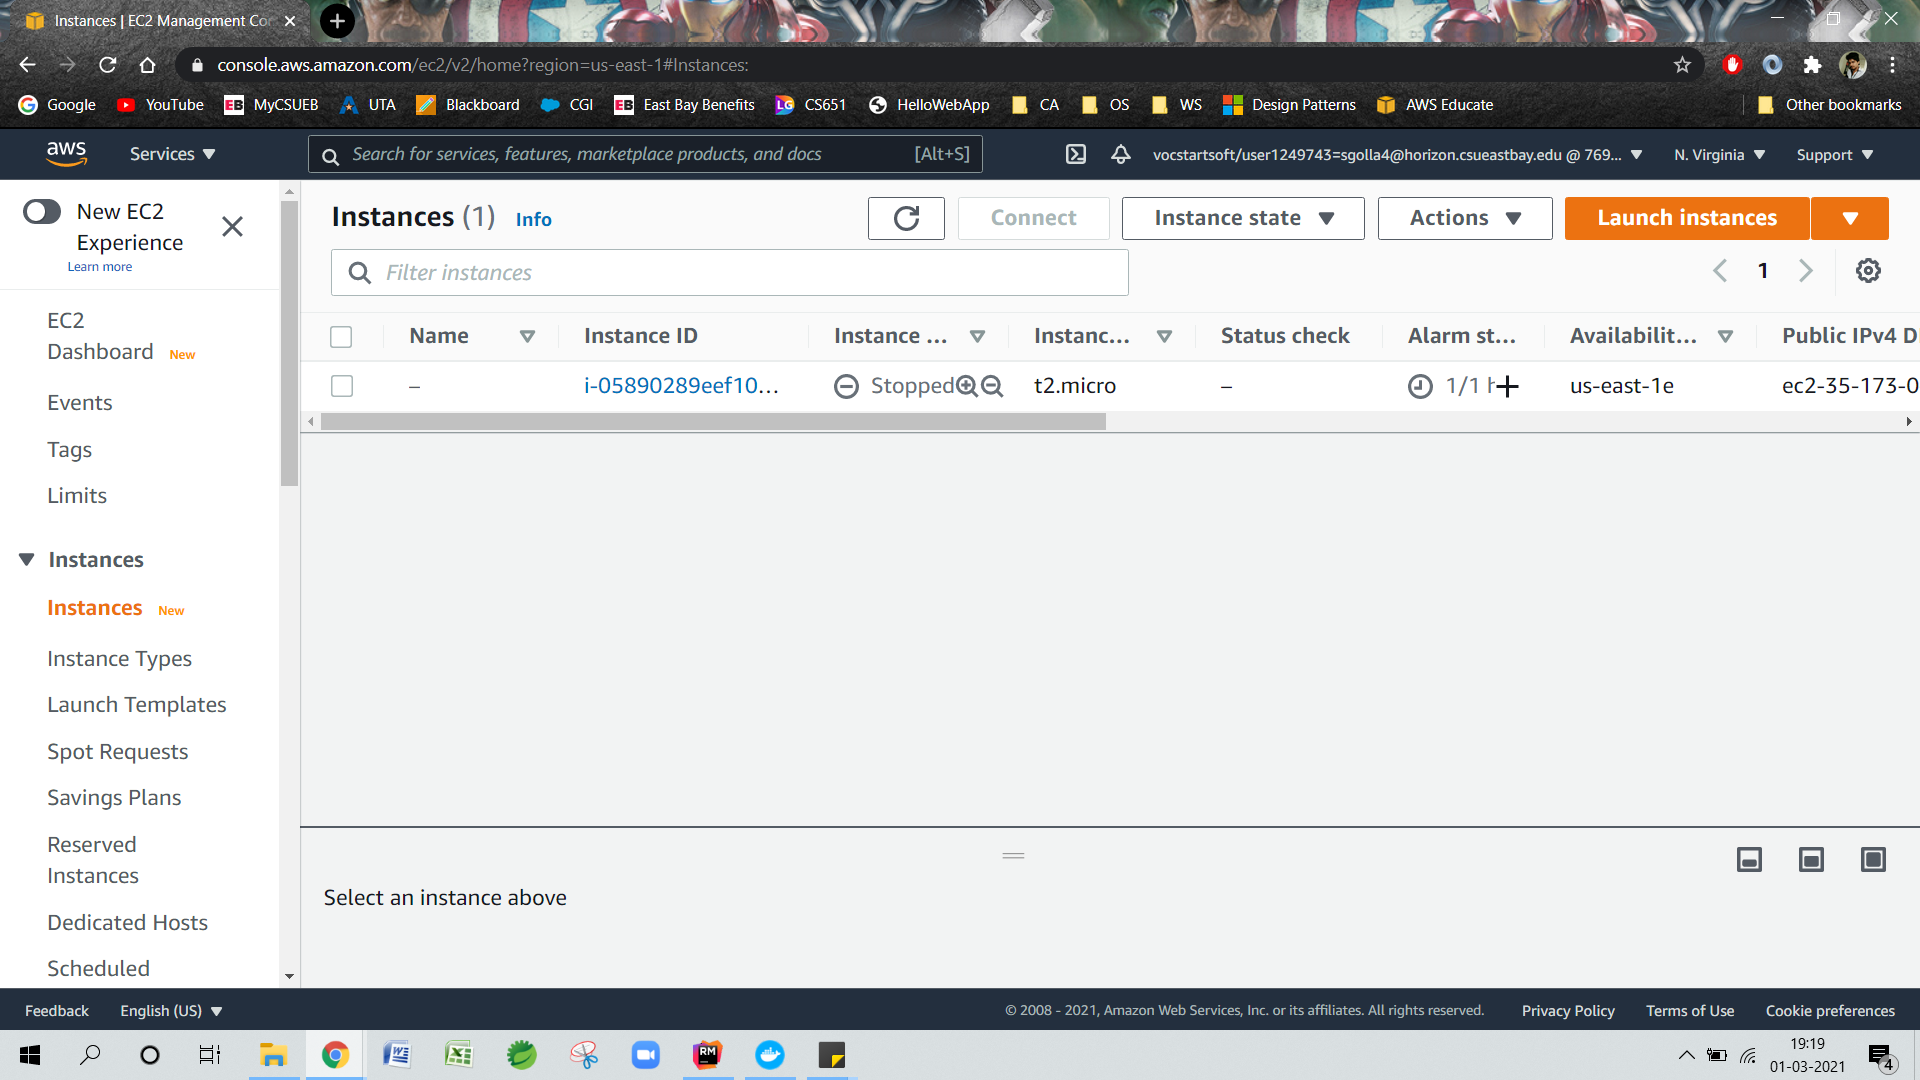 Instances | EC2 Management Co
console.aws.amazon.com/ec2/v2/home?region=us-east-1#Instances:
Google YouTube EB MyCSUEB UTA Blackboard CGI EB East Bay Benefits LG CS651 HelloWebApp CA OS WS Design Patterns AWS Educate Other bookmarks
aws Services Search for services, features, marketplace products, and docs [Alt+S] vocstartsoft/user1249743=sgolla4@horizon.csueastbay.edu @ 769... N. Virginia Support
New EC2
Experience
Learn more
EC2
Dashboard New
Events
Tags
Limits
Instances
Instances New
Instance Types
Launch Templates
Spot Requests
Savings Plans
Reserved
Instances
Dedicated Hosts
Scheduled
Instances (1) Info Connect Instance state Actions Launch instances
Filter instances 1
Name Instance ID Instance ... Instanc... Status check Alarm st... Availabilit... Public IPv4 D
– i-05890289eef10... Stopped t2.micro – 1/1 us-east-1e ec2-35-173-0
Select an instance above
Feedback English (US) © 2008 - 2021, Amazon Web Services, Inc. or its affiliates. All rights reserved. Privacy Policy Terms of Use Cookie preferences
RM
19:19
01-03-2021
4